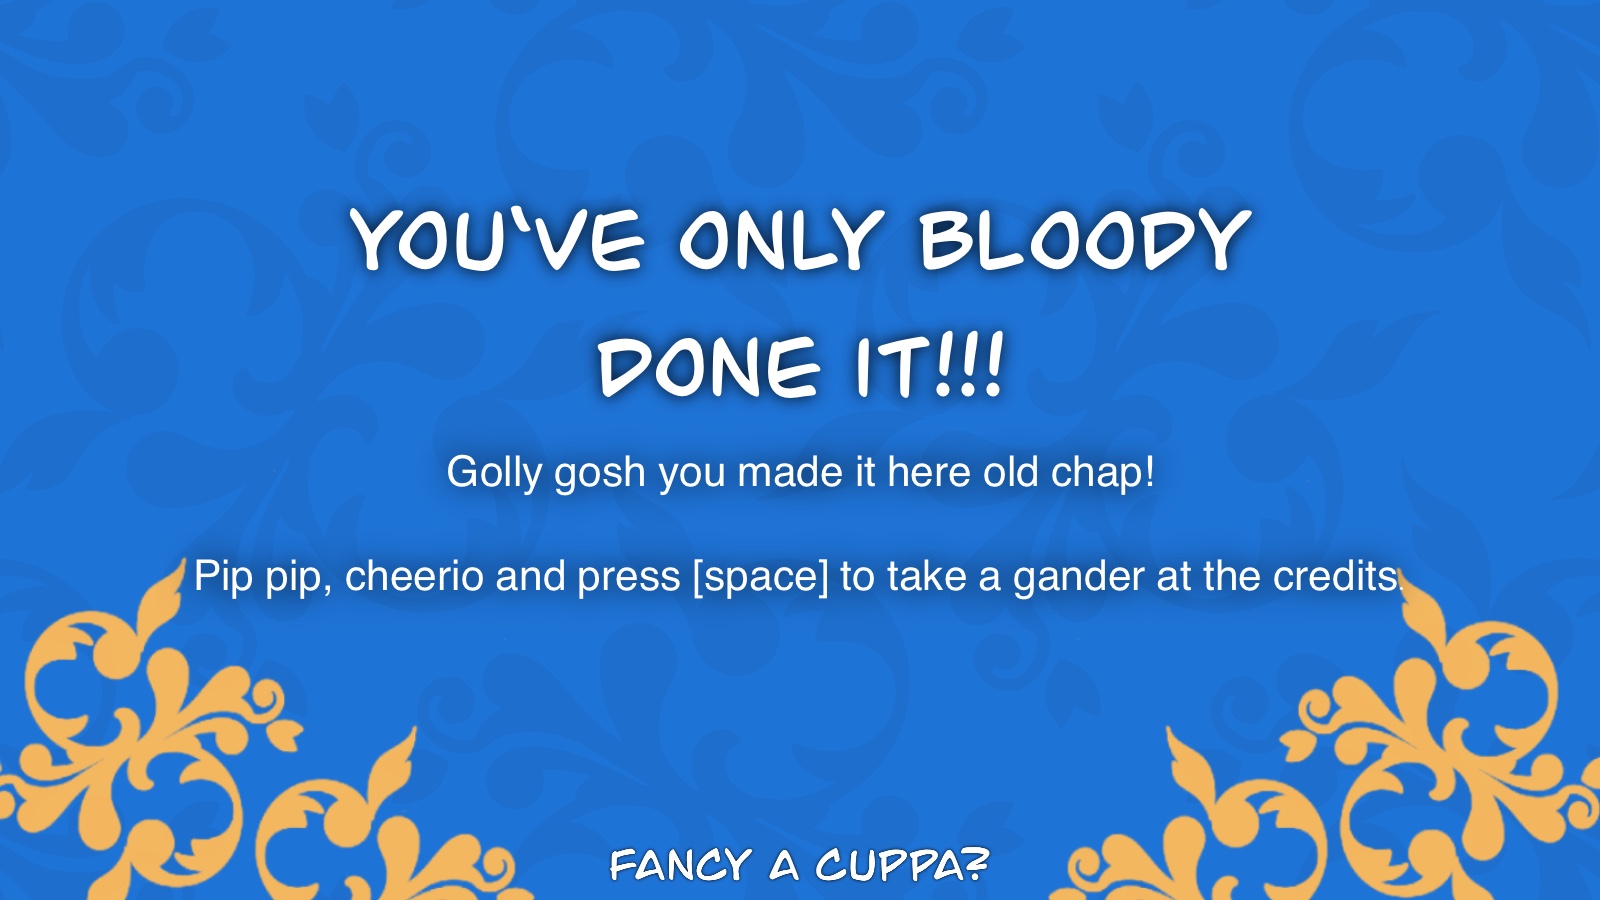 YOU'VE ONLY BLOODY
DONE IT!!!
Golly gosh you made it here old chap!
Pip pip, cheerio and press [space] to take a gander at the credits.
FANCY A CUPPA?